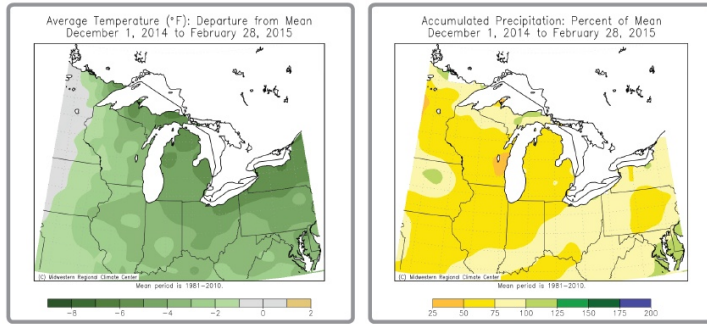 Average Temperature (°F): Departure from Mean
December 1, 2014 to February 28, 2015
(C) Midwestern Regional Climate Center
Mean period is 1981-2010.
-8 -6 -4 -2 0 2
Accumulated Precipitation: Percent of Mean
December 1, 2014 to February 28, 2015
(C) Midwestern Regional Climate Center
Mean period is 1981-2010.
25 50 75 100 125 150 175 200